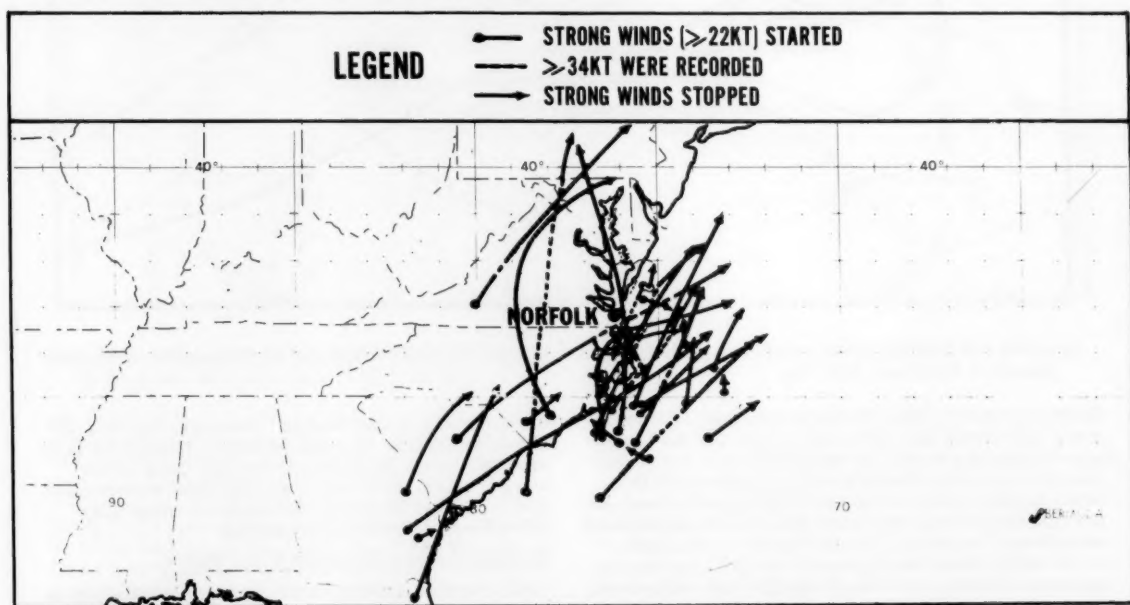 LEGEND
STRONG WINDS (≥22KT) STARTED
≥34KT WERE RECORDED
STRONG WINDS STOPPED
40° 40° 40°
NORFOLK
90 80 70